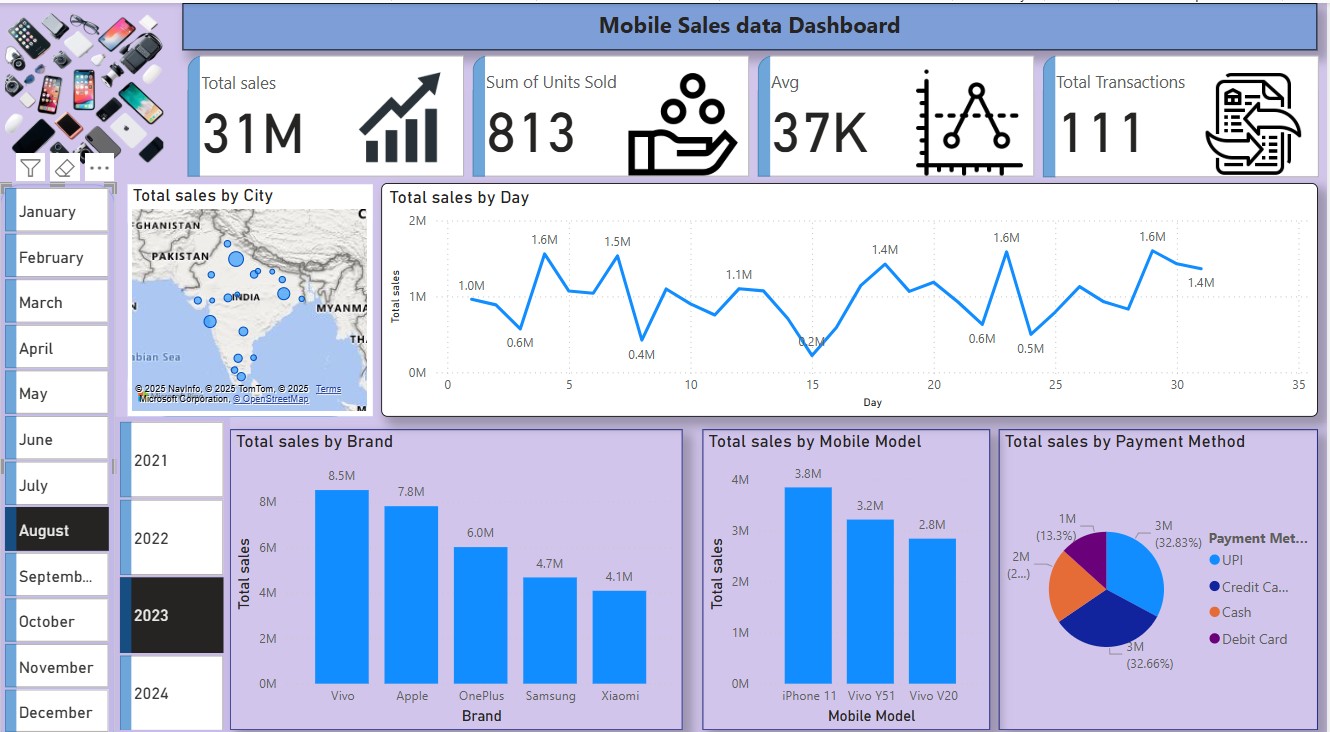 Mobile Sales data Dashboard
Total sales
31M
Sum of Units Sold
813
Avg
37K
Total Transactions
111
January
February
March
April
May
June
July
August
Septemb...
October
November
December
2021
2022
2023
2024
Total sales by City
GHANISTAN
PAKISTAN
INDIA
MYANMA
TH
abian Sea
© 2025 NavInfo, © 2025 TomTom, © 2025 Terms
Microsoft Corporation, © OpenStreetMap
Total sales by Day
Total sales
2M
1M
0M
1.0M
0.6M
1.6M
1.5M
0.4M
1.1M
0.2M
1.4M
0.6M
1.6M
0.5M
1.6M
1.4M
0 5 10 15 20 25 30 35
Day
Total sales by Brand
Total sales
8M
6M
4M
2M
0M
8.5M
7.8M
6.0M
4.7M
4.1M
Vivo Apple OnePlus Samsung Xiaomi
Brand
Total sales by Mobile Model
Total sales
4M
3M
2M
1M
0M
3.8M
3.2M
2.8M
iPhone 11 Vivo Y51 Vivo V20
Mobile Model
Total sales by Payment Method
1M
(13.3%)
3M
(32.83%)
2M
(2...)
3M
(32.66%)
Payment Met...
UPI
Credit Ca...
Cash
Debit Card